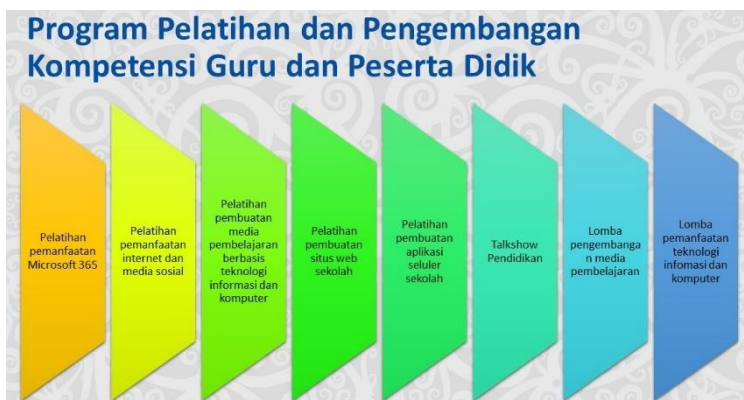 Program Pelatihan dan Pengembangan
Kompetensi Guru dan Peserta Didik
Pelatihan
pemanfaatan
Microsoft 365
Pelatihan
pemanfaatan
internet dan
media sosial
Pelatihan
pembuatan
media
pembelajaran
berbasis
teknologi
informasi dan
komputer
Pelatihan
pembuatan
situs web
sekolah
Pelatihan
pembuatan
aplikasi
seluler
sekolah
Talkshow
Pendidikan
Lomba
pengembanga
n media
pembelajaran
Lomba
pemanfaatan
teknologi
infomasi dan
komputer